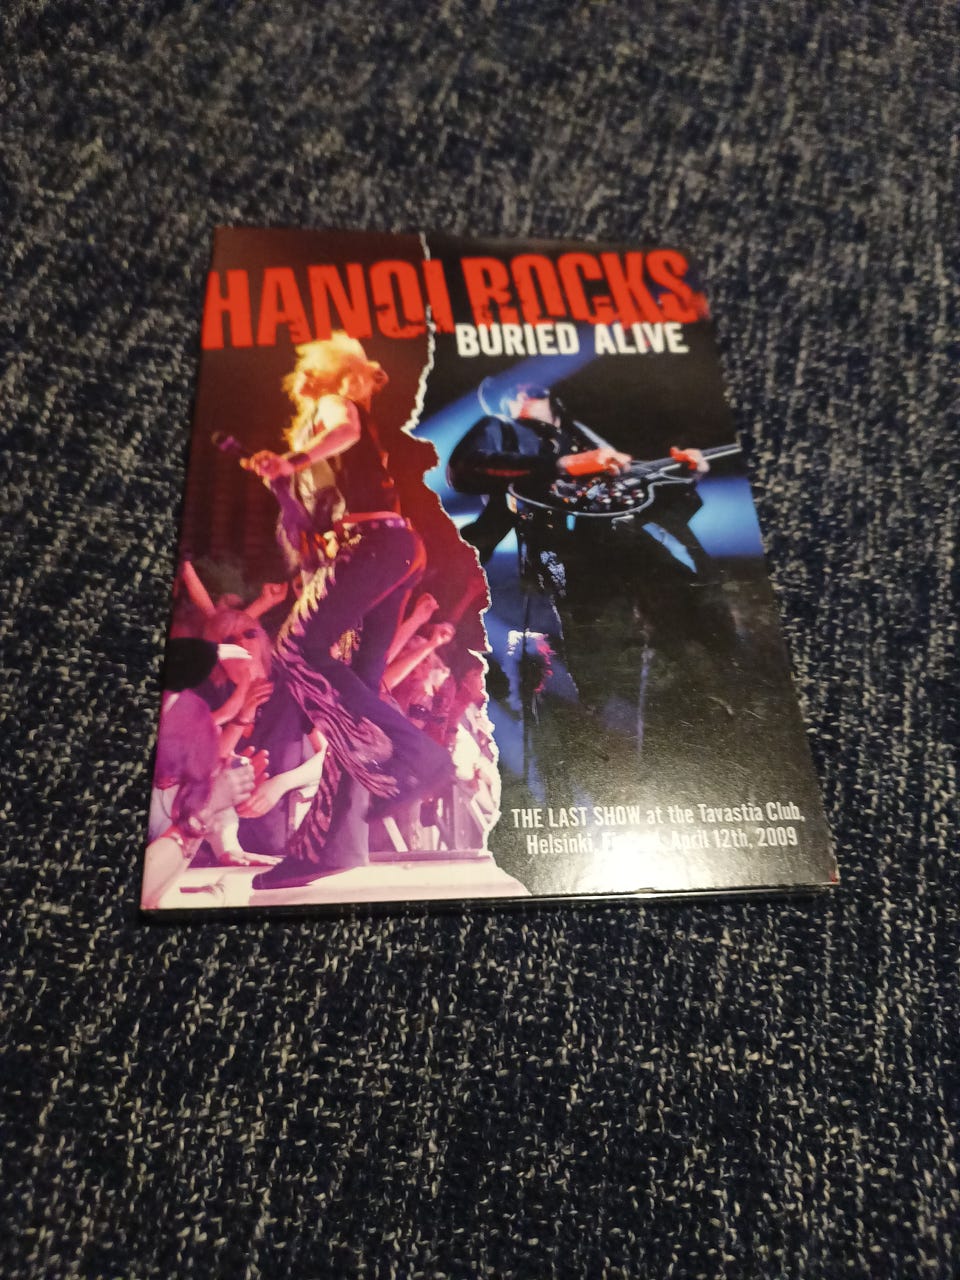 HANOI ROCKS
BURIED ALIVE
THE LAST SHOW at the Tavastia Club,
Helsinki, April 12th, 2009